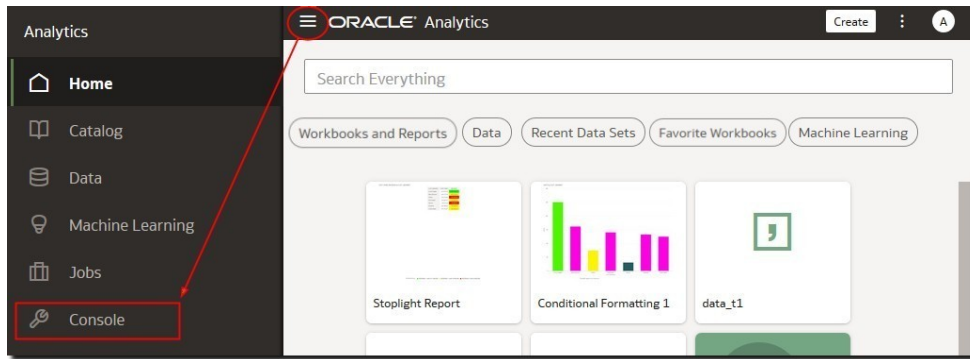 Analytics
Home
Catalog
Data
Machine Learning
Jobs
Console
ORACLE Analytics
Create
A
Search Everything
Workbooks and Reports
Data
Recent Data Sets
Favorite Workbooks
Machine Learning
Stoplight Report
Conditional Formatting 1
data_t1